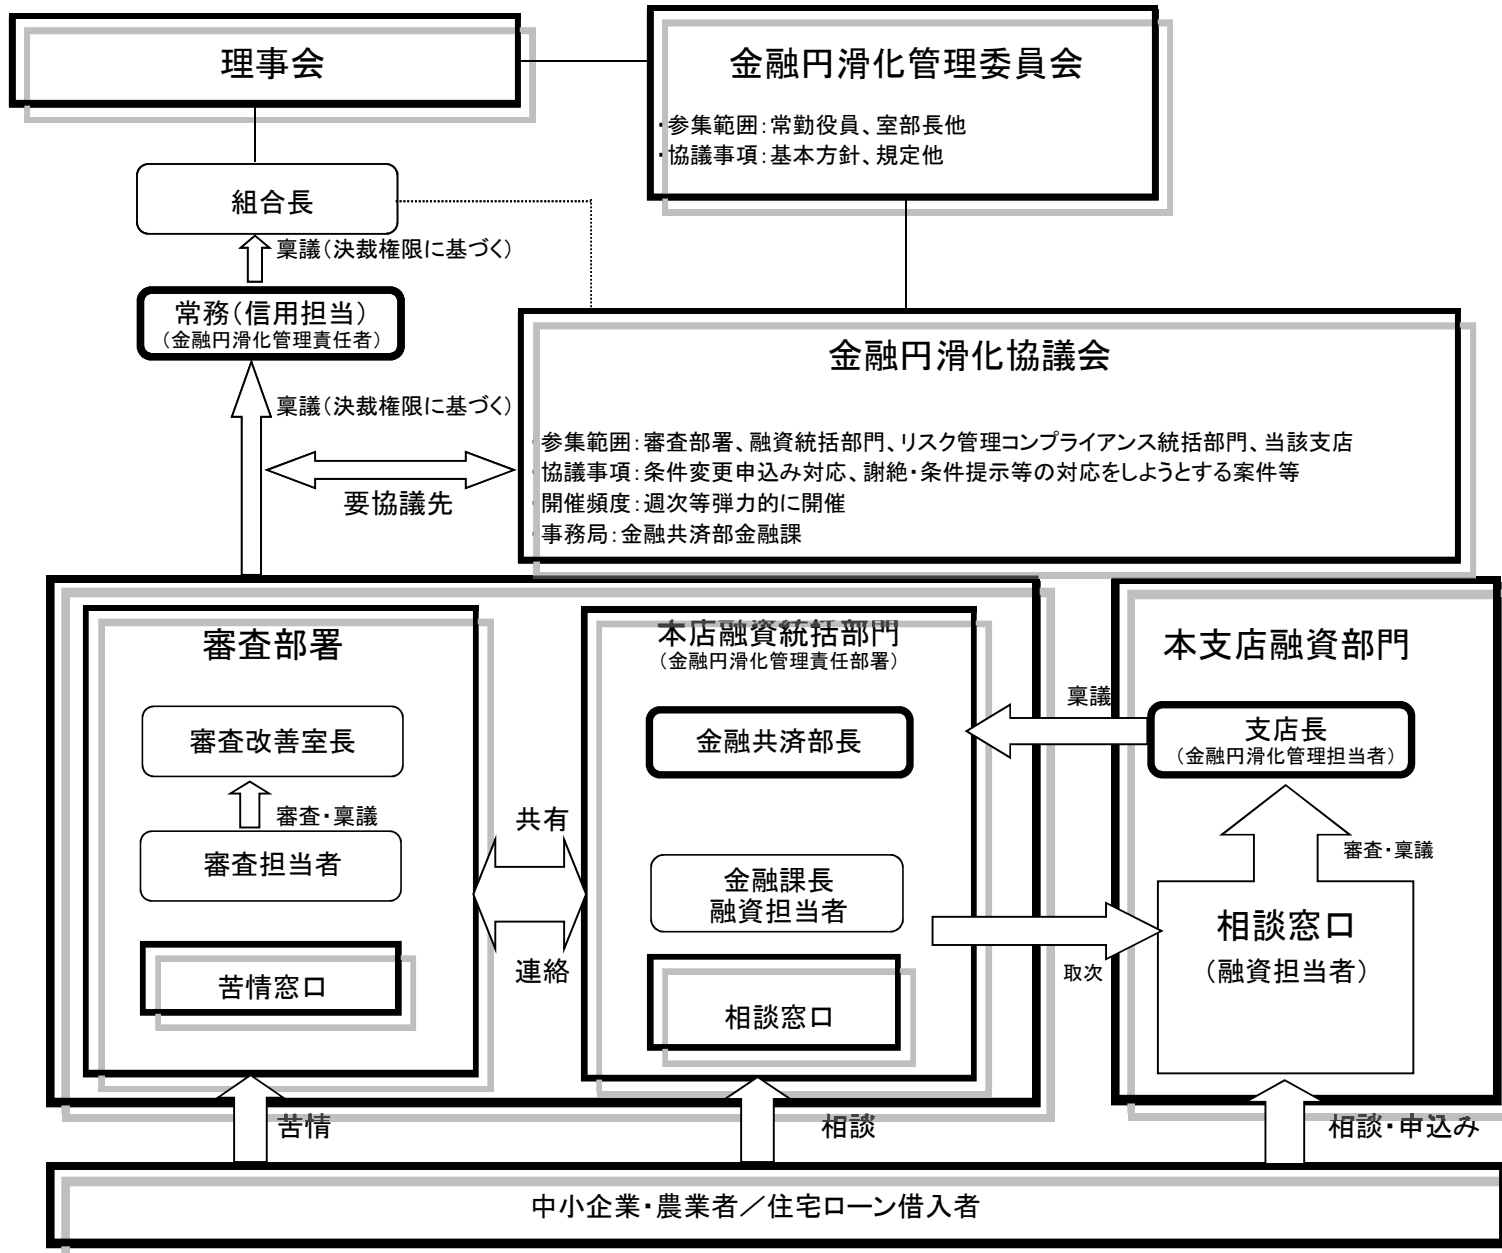 理事会
金融円滑化管理委員会
・参集範囲：常勤役員、室部長他
・協議事項：基本方針、規定他
組合長
稟議（決裁権限に基づく）
常務（信用担当）
（金融円滑化管理責任者）
金融円滑化協議会
稟議（決裁権限に基づく）
・参集範囲：審査部署、融資統括部門、リスク管理コンプライアンス統括部門、当該支店
・協議事項：条件変更申込み対応、謝絶・条件提示等の対応をしようとする案件等
・開催頻度：週次等弾力的に開催
・事務局：金融共済部金融課
要協議先
審査部署
本店融資統括部門
（金融円滑化管理責任部署）
本支店融資部門
審査改善室長
審査・稟議
審査担当者
苦情窓口
共有
連絡
金融共済部長
金融課長
融資担当者
相談窓口
稟議
支店長
（金融円滑化管理担当者）
審査・稟議
相談窓口
（融資担当者）
取次
苦情
相談
相談・申込み
中小企業・農業者／住宅ローン借入者